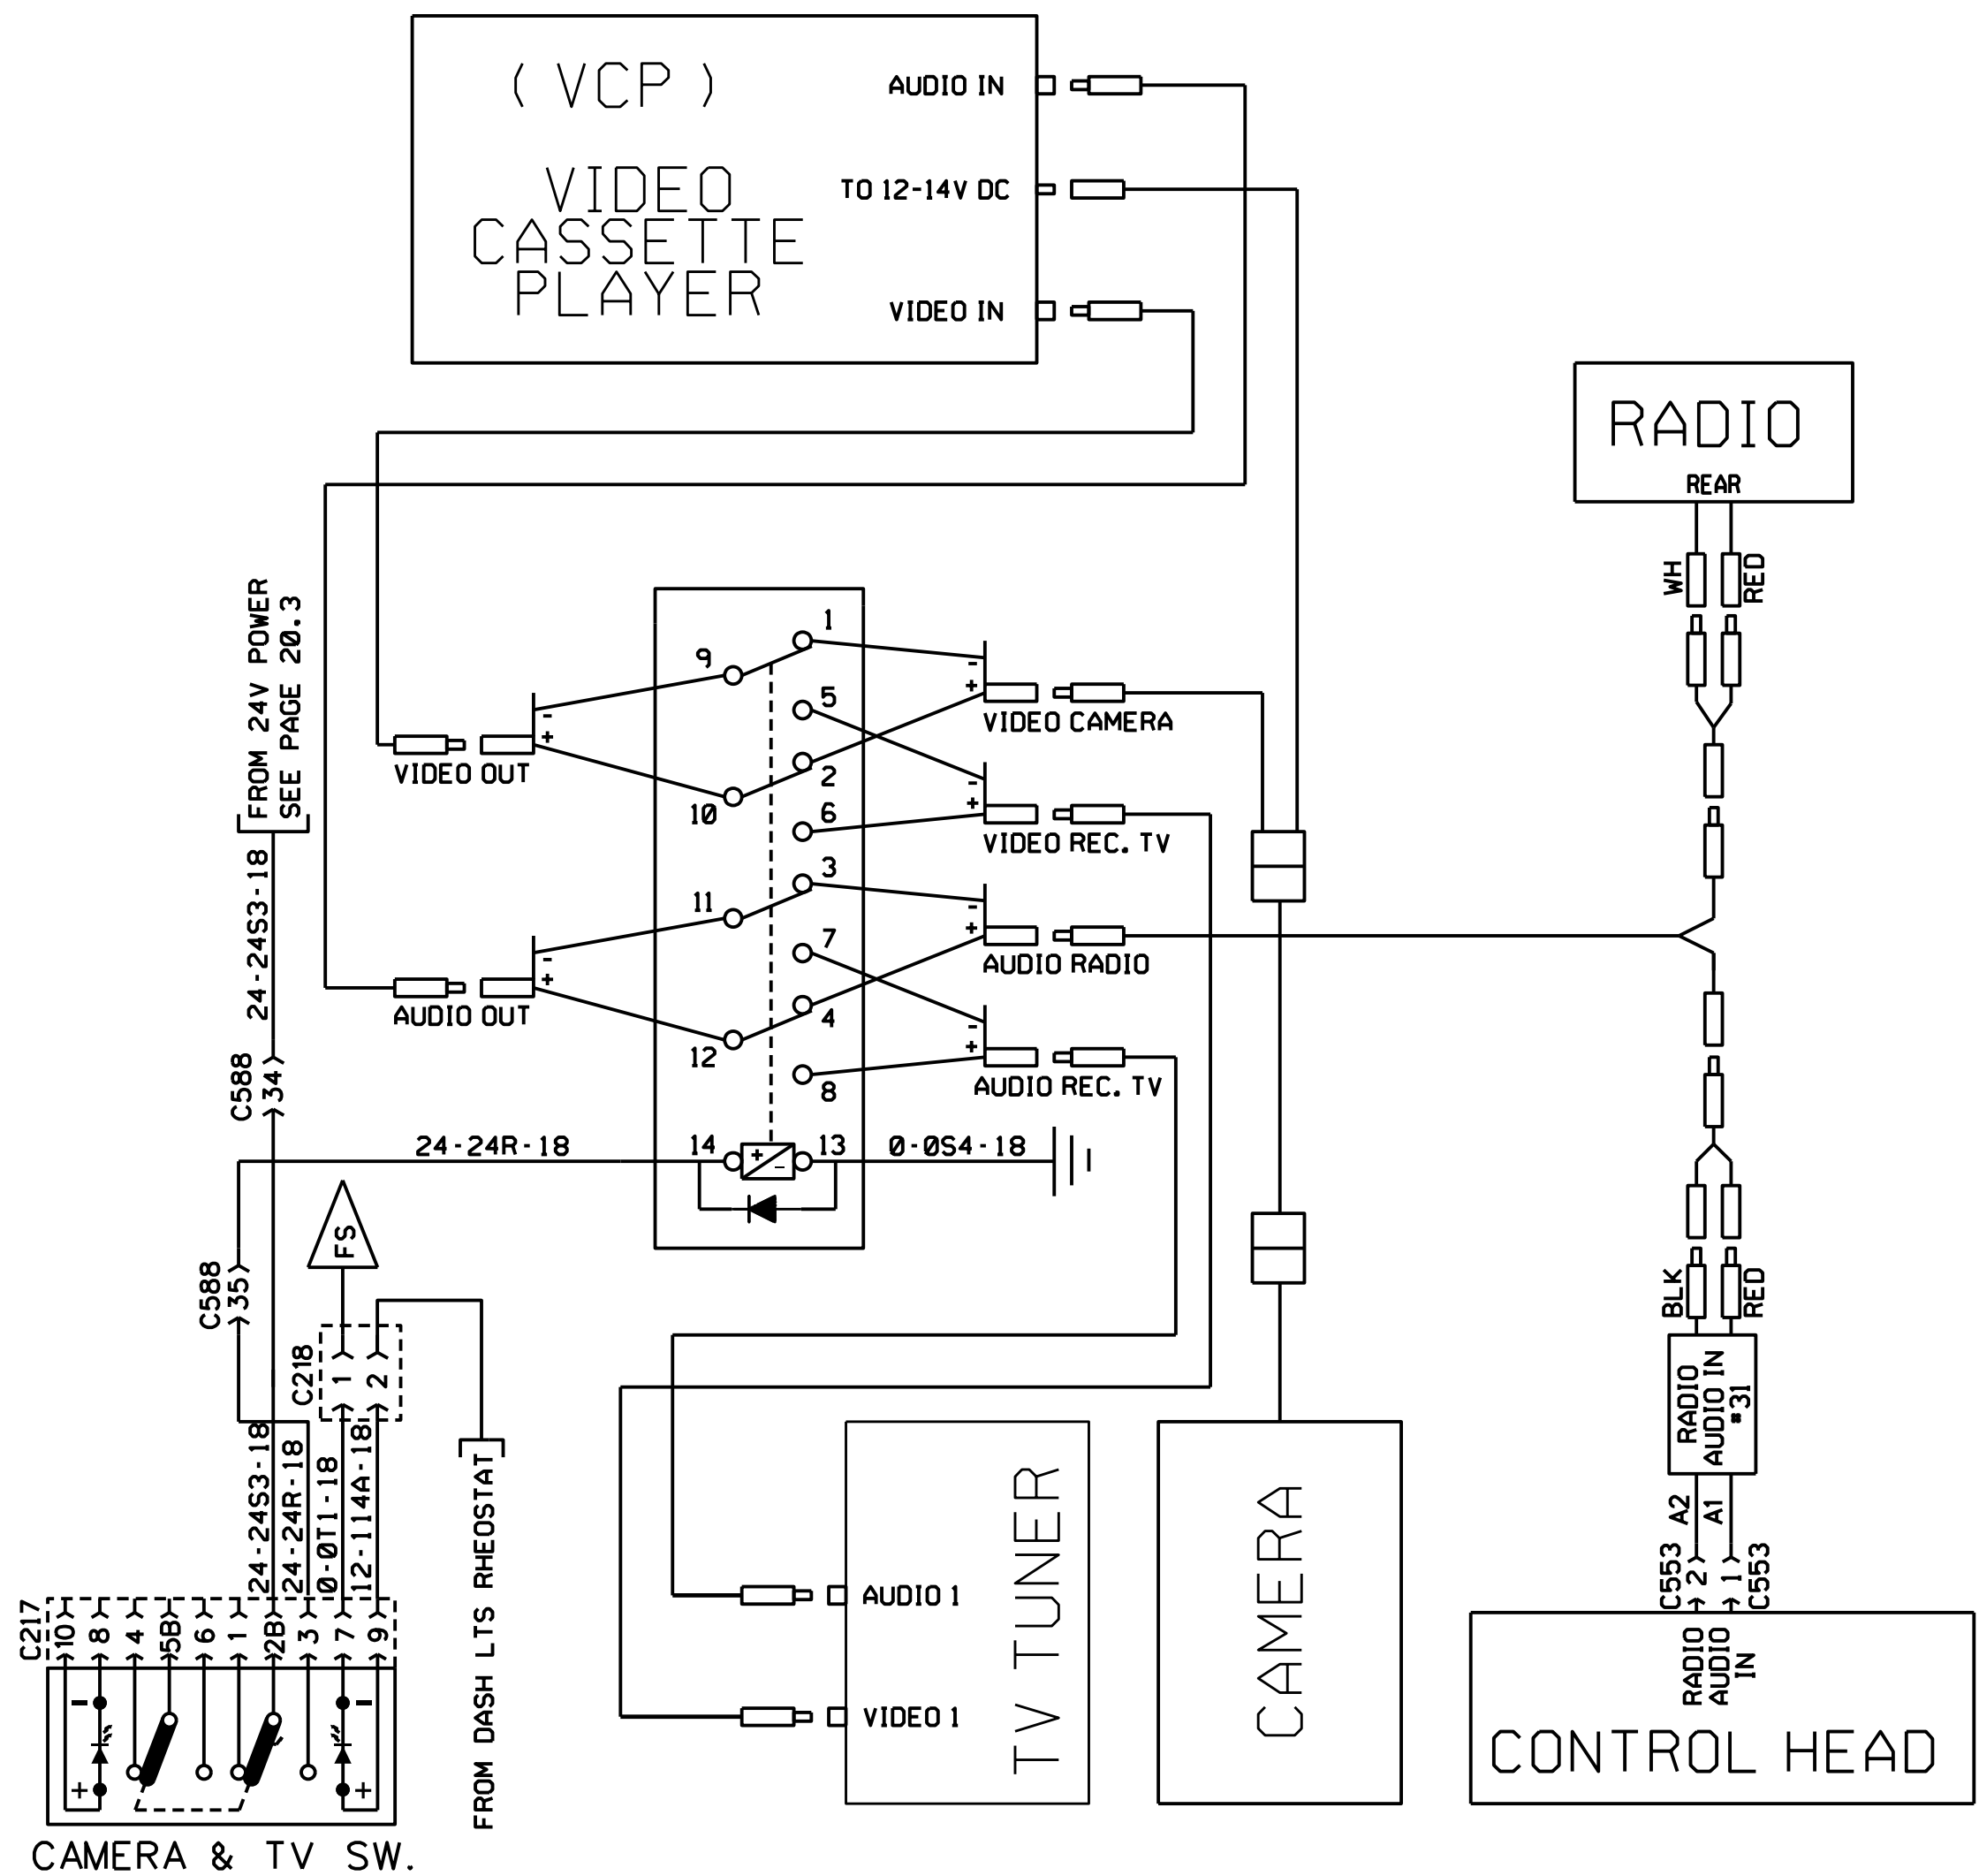 ( VCP )
VIDEO
CASSETTE
PLAYER
AUDIO IN
TO 12-14V DC
VIDEO IN
RADIO
REAR
WH
RED
FROM 24V POWER
SEE PAGE 20.3
24-24S3-18
C588
34
VIDEO OUT
- +
AUDIO OUT
- +
9
10
11
12
1
5
2
6
3
7
4
8
- +
VIDEO CAMERA
- +
VIDEO REC. TV
- +
AUDIO RADIO
- +
AUDIO REC. TV
24-24R-18
14
+ -
13
0-0S4-18
C588
35
FS
C218
1
2
24-24S3-18
24-24R-18
0-0T1-18
12-114A-18
FROM DASH LTS RHEOSTAT
C217
10 8 4 5B 6 1 2B 3 7 9
- -
+ +
CAMERA & TV SW.
AUDIO 1
VIDEO 1
TV TUNER
CAMERA
BLK
RED
RADIO
AUDIO IN
#31
A2
A1
C553
2
1
C553
RADIO
AUDIO
IN
CONTROL HEAD